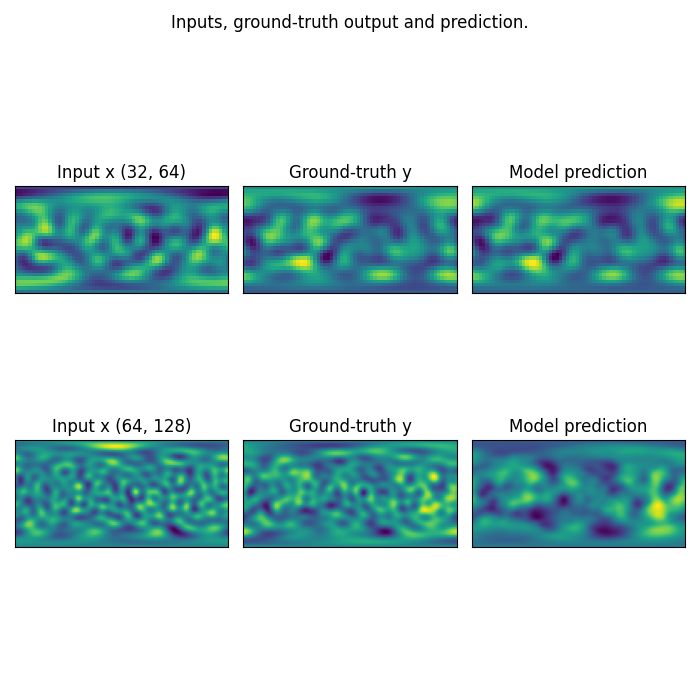 Inputs, ground-truth output and prediction.
Input x (32, 64)
Ground-truth y
Model prediction
Input x (64, 128)
Ground-truth y
Model prediction